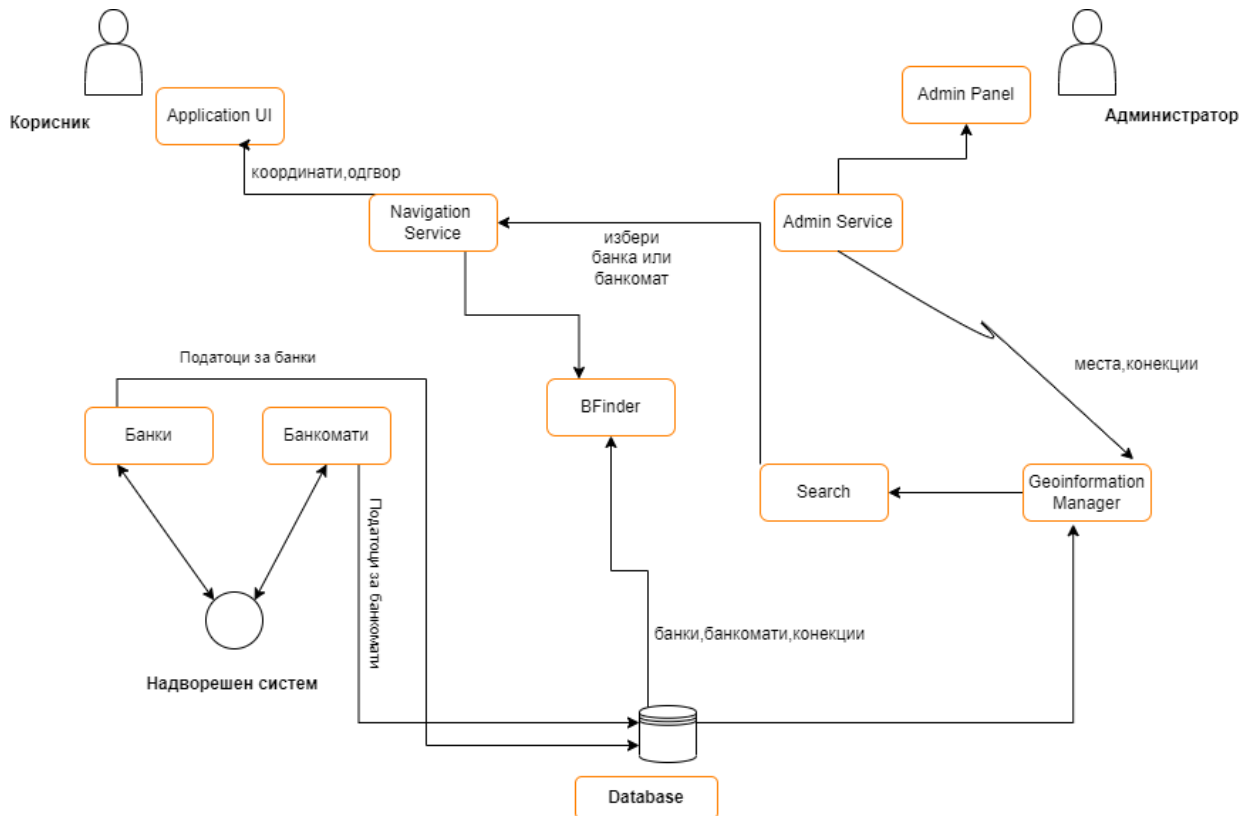 Корисник
Application UI
Admin Panel
Администратор
координати,одгвор
Navigation
Service
Admin Service
избери
банка или
банкомат
Податоци за банки
места,конекции
BFinder
Банки
Банкомати
Search
Geoinformation
Manager
Податоци за банкомати
банки,банкомати,конекции
Надворешен систем
Database